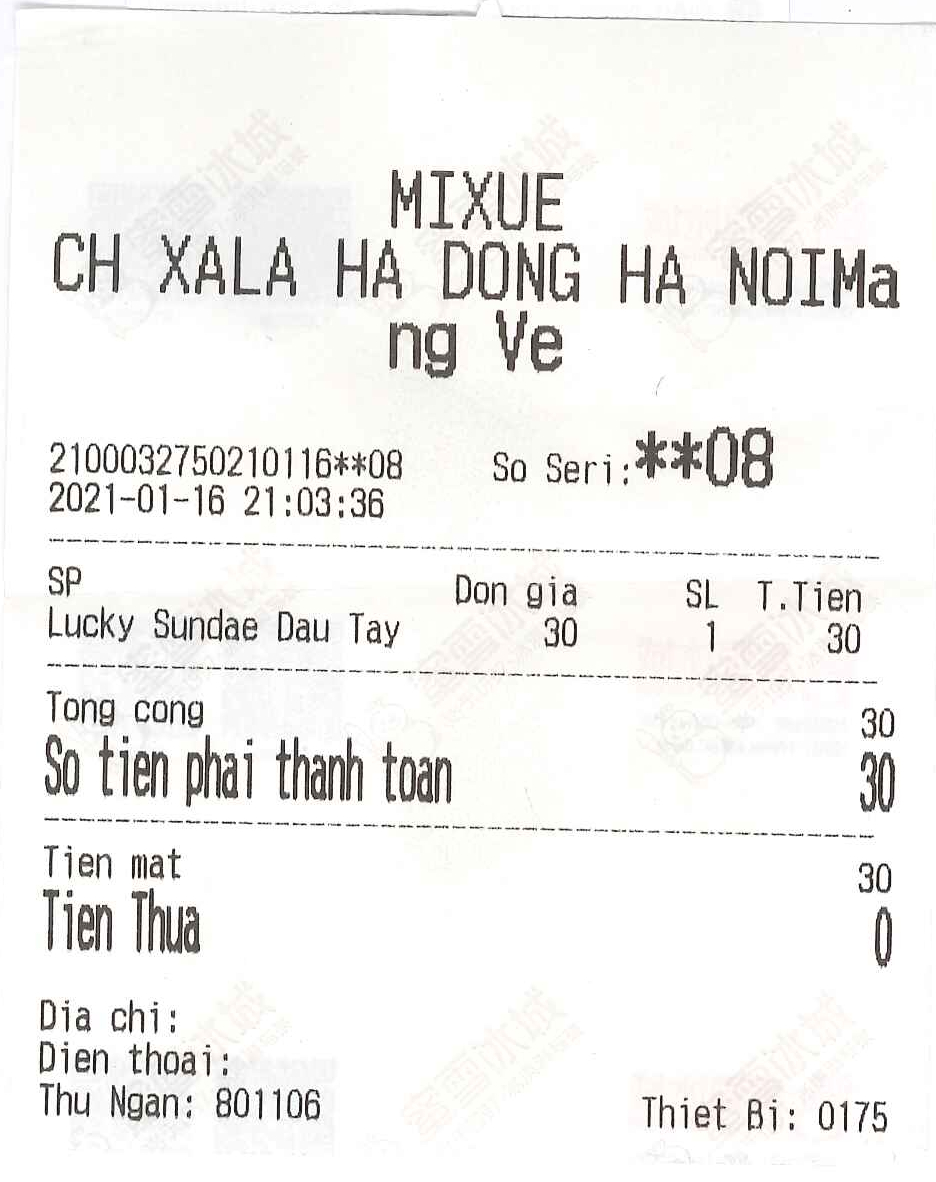 MIXUE
CH XALA HA DONG HA NOIMa
ng Ve
2100032750210116**08 So Seri:**08
2021-01-16 21:03:36
SP Don gia SL T.Tien
Lucky Sundae Dau Tay 30 1 30
Tong cong 30
So tien phai thanh toan 30
Tien mat 30
Tien Thua 0
Dia chi:
Dien thoai:
Thu Ngan: 801106 Thiet Bi: 0175